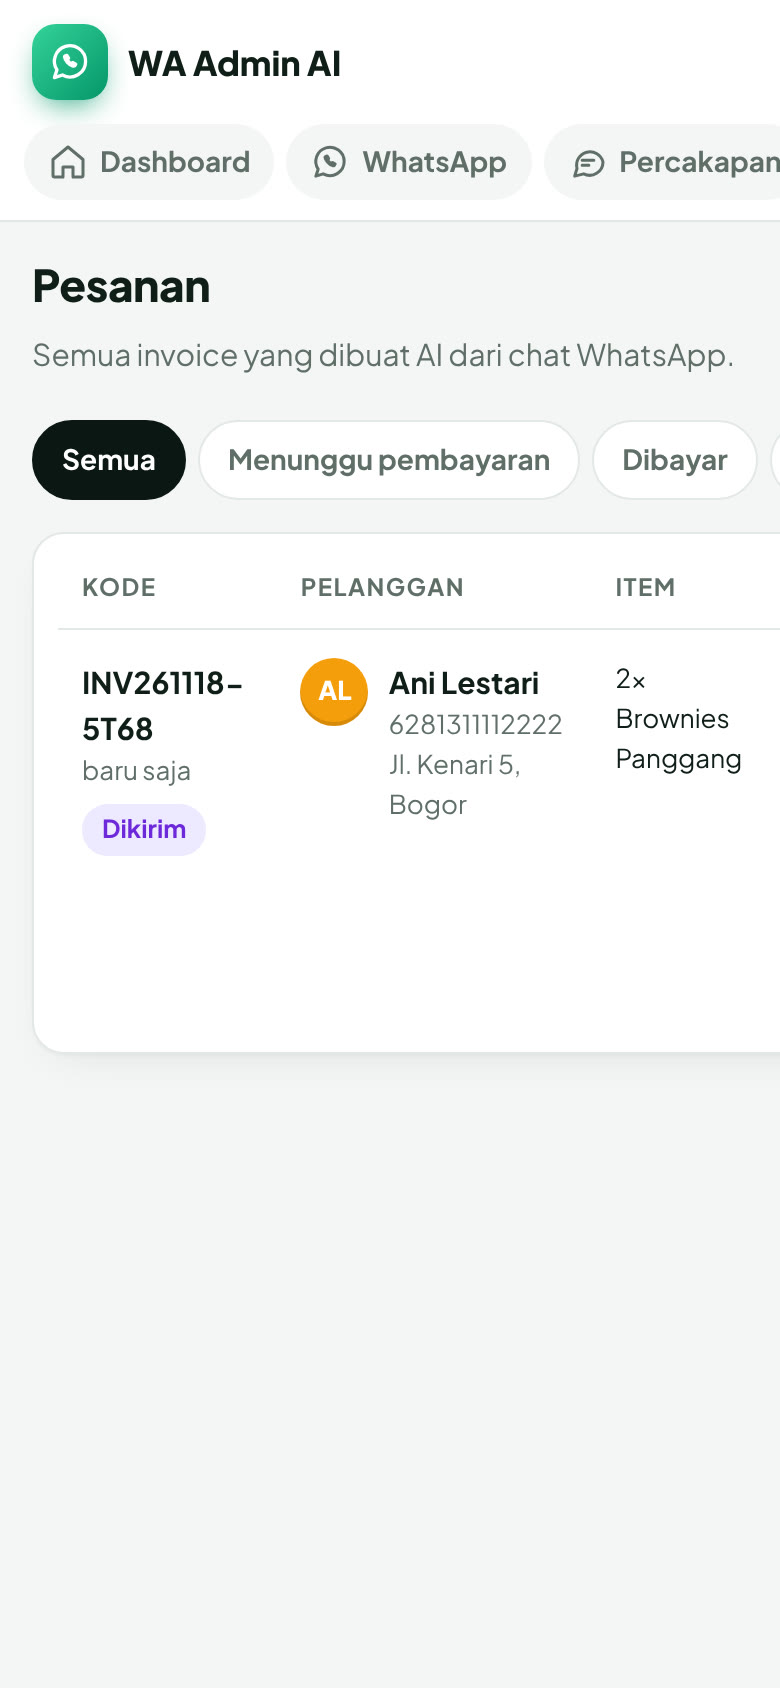 WA Admin AI
Dashboard
WhatsApp
Percakapan
Pesanan
Semua invoice yang dibuat AI dari chat WhatsApp.
Semua
Menunggu pembayaran
Dibayar
KODE
PELANGGAN
ITEM
INV261118-
5T68
baru saja
Dikirim
AL
Ani Lestari
6281311112222
Jl. Kenari 5,
Bogor
2×
Brownies
Panggang